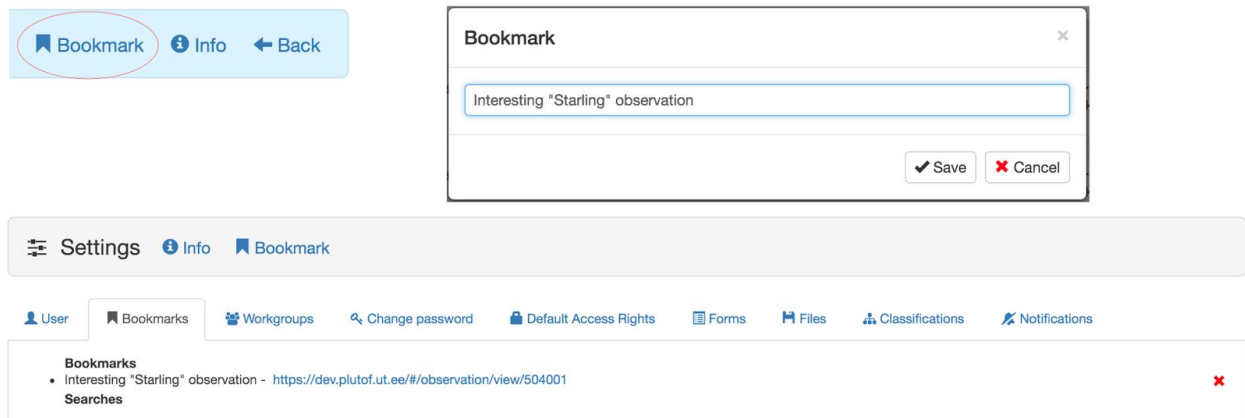 Bookmark Info Back
Bookmark ×
Interesting "Starling" observation
Save Cancel
Settings Info Bookmark
User Bookmarks Workgroups Change password Default Access Rights Forms Files Classifications Notifications
Bookmarks
• Interesting "Starling" observation - https://dev.plutof.ut.ee/#/observation/view/504001
Searches